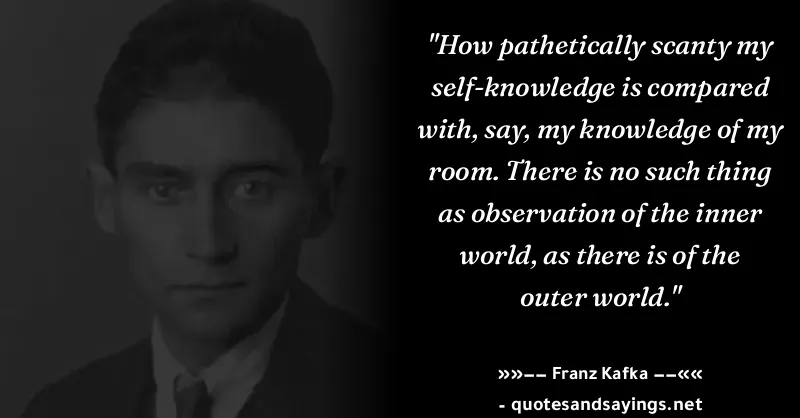 "How pathetically scanty my
self-knowledge is compared
with, say, my knowledge of my
room. There is no such thing
as observation of the inner
world, as there is of the
outer world."
»»−− Franz Kafka −−««
- quotesandsayings.net